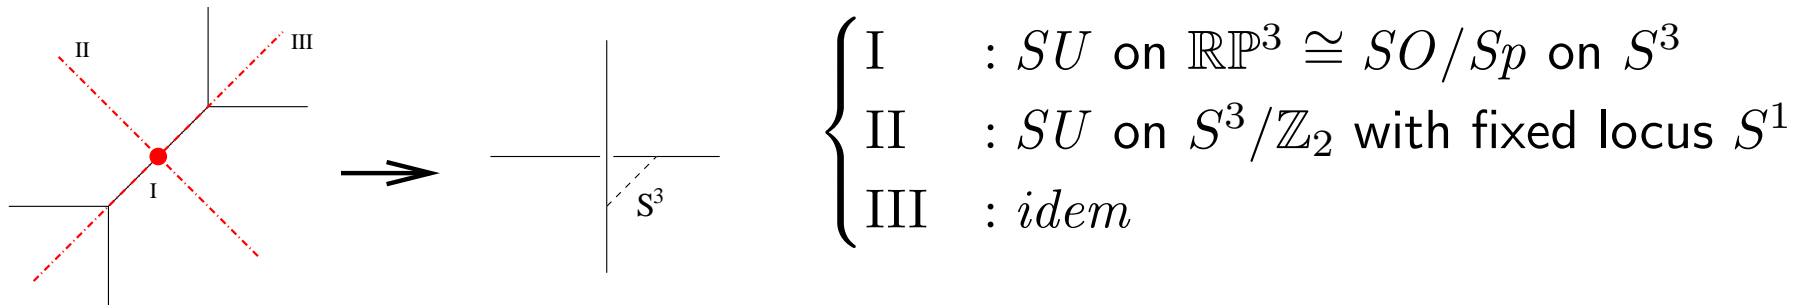 II
III
I
S³
I : SU on ℝℙ³ ≅ SO/Sp on S³
II : SU on S³/ℤ₂ with fixed locus S¹
III : idem